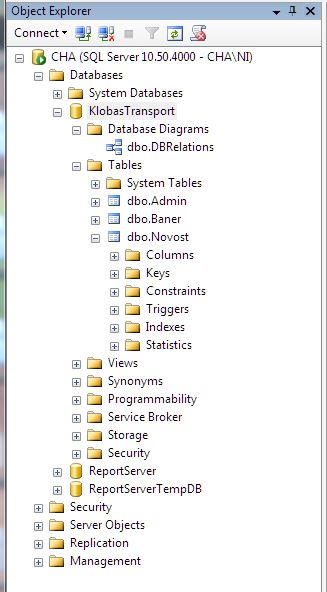 Object Explorer
Connect
CHA (SQL Server 10.50.4000 - CHA\NI)
Databases
System Databases
KlobasTransport
Database Diagrams
dbo.DBRelations
Tables
System Tables
dbo.Admin
dbo.Baner
dbo.Novost
Columns
Keys
Constraints
Triggers
Indexes
Statistics
Views
Synonyms
Programmability
Service Broker
Storage
Security
ReportServer
ReportServerTempDB
Security
Server Objects
Replication
Management